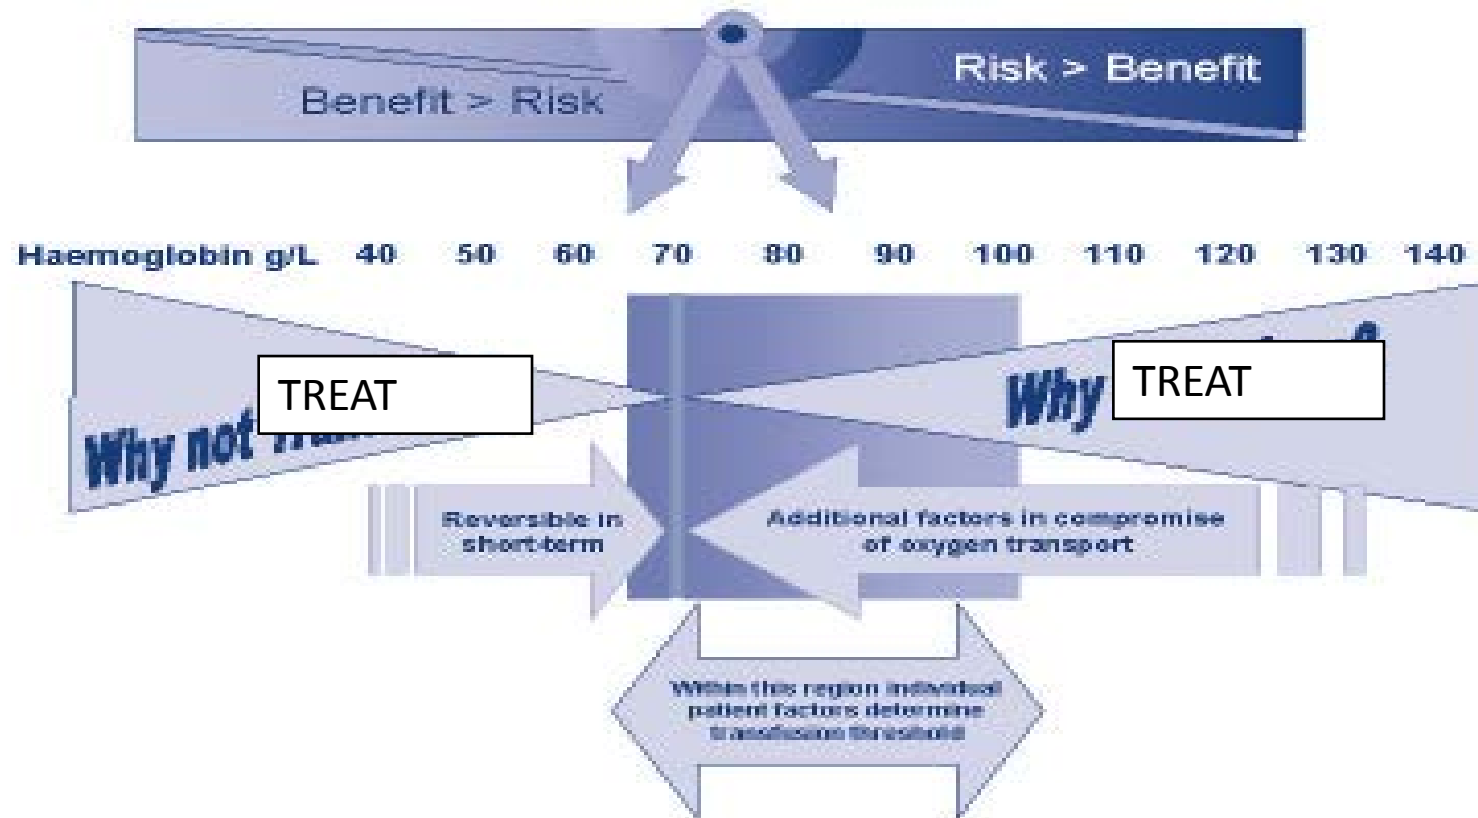 Risk > Benefit
Benefit > Risk
Haemoglobin g/L 40 50 60 70 80 90 100 110 120 130 140
Why not
TREAT
Why
TREAT
Reversible in
short-term
Additional factors in compromise
of oxygen transport
Within this region individual
patient factors determine
transfusion threshold